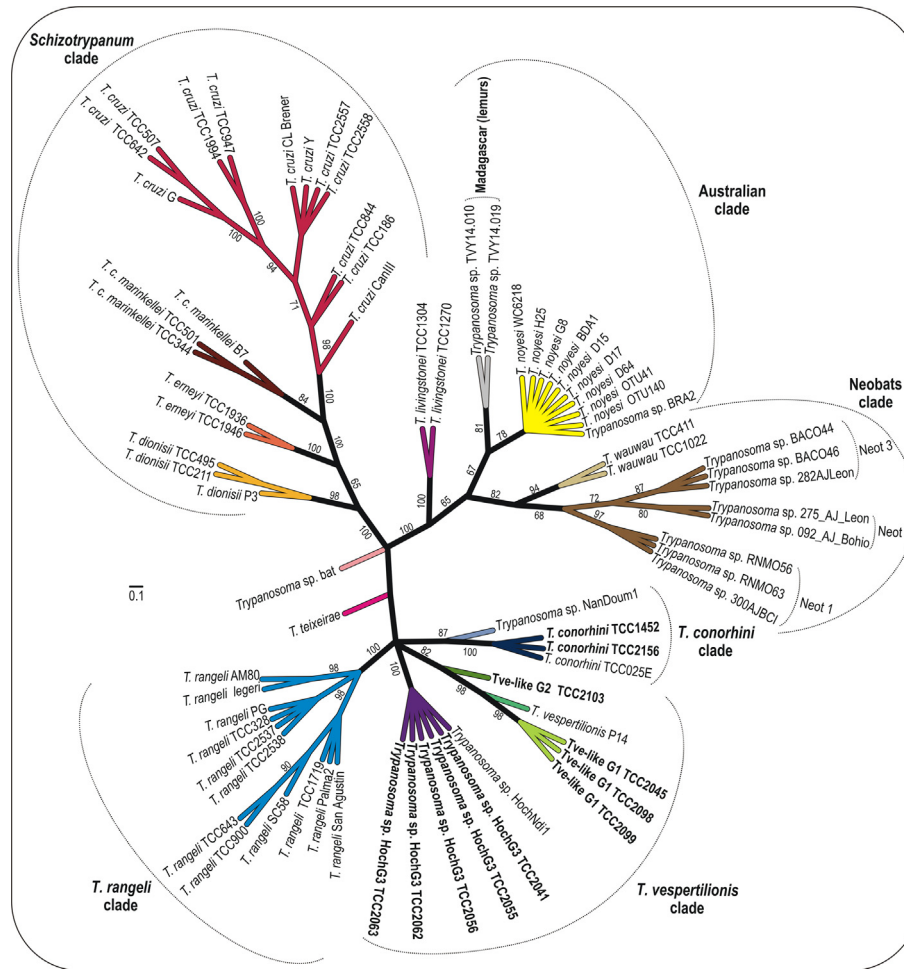 Schizotrypanum
clade
T. cruzi TCC507
T. cruzi TCC642
T. cruzi G
T. cruzi TCC1994
T. cruzi TCC947
T. cruzi CL Brener
T. cruzi Y
T. cruzi TCC2557
T. cruzi TCC2558
T. cruzi TCC844
T. cruzi TCC186
T. cruzi CanIII
100
100
94
71
98
100
T. c. marinkellei B7
T. c. marinkellei TCC501
T. c. marinkellei TCC344
84
100
T. erneyi TCC1936
T. erneyi TCC1946
100
65
T. dionisii TCC495
T. dionisii TCC211
T. dionisii P3
98
100
T. livingstonei TCC1304
T. livingstonei TCC1270
100
100
65
Madagascar (lemurs)
Trypanosoma sp. TVY14.010
Trypanosoma sp. TVY14.019
81
78
67
Australian
clade
T. noyesi WC6218
T. noyesi H25
T. noyesi G8
T. noyesi BDA1
T. noyesi D15
T. noyesi D17
T. noyesi D64
T. noyesi OTU41
T. noyesi OTU140
Trypanosoma sp. BRA2
Neobats
clade
T. wauwau TCC411
T. wauwau TCC1022
94
82
68
Trypanosoma sp. BACO44
Trypanosoma sp. BACO46
Trypanosoma sp. 282AJLeon
Neot 3
87
72
80
97
Trypanosoma sp. 275_AJ_Leon
Trypanosoma sp. 092_AJ_Bohio
Neot
Trypanosoma sp. RNMO56
Trypanosoma sp. RNMO63
Trypanosoma sp. 300AJBCI
Neot 1
0.1
Trypanosoma sp. bat
T. teixeirae
Trypanosoma sp. NanDoum1
T. conorhini TCC1452
T. conorhini TCC2156
T. conorhini TCC025E
87
100
T. conorhini
clade
82
98
98
Tve-like G2 TCC2103
T. vespertilionis P14
Tve-like G1 TCC2045
Tve-like G1 TCC2098
Tve-like G1 TCC2099
100
Trypanosoma sp. HochNdi1
Trypanosoma sp. HochG3 TCC2041
Trypanosoma sp. HochG3 TCC2055
Trypanosoma sp. HochG3 TCC2056
Trypanosoma sp. HochG3 TCC2062
Trypanosoma sp. HochG3 TCC2063
T. vespertilionis
clade
100
98
98
90
T. rangeli AM80
T. rangeli legeri
T. rangeli PG
T. rangeli TCC328
T. rangeli TCC2537
T. rangeli TCC2538
T. rangeli TCC643
T. rangeli TCC900
T. rangeli SC58
T. rangeli TCC1719
T. rangeli Palma2
T. rangeli San Agustin
T. rangeli
clade